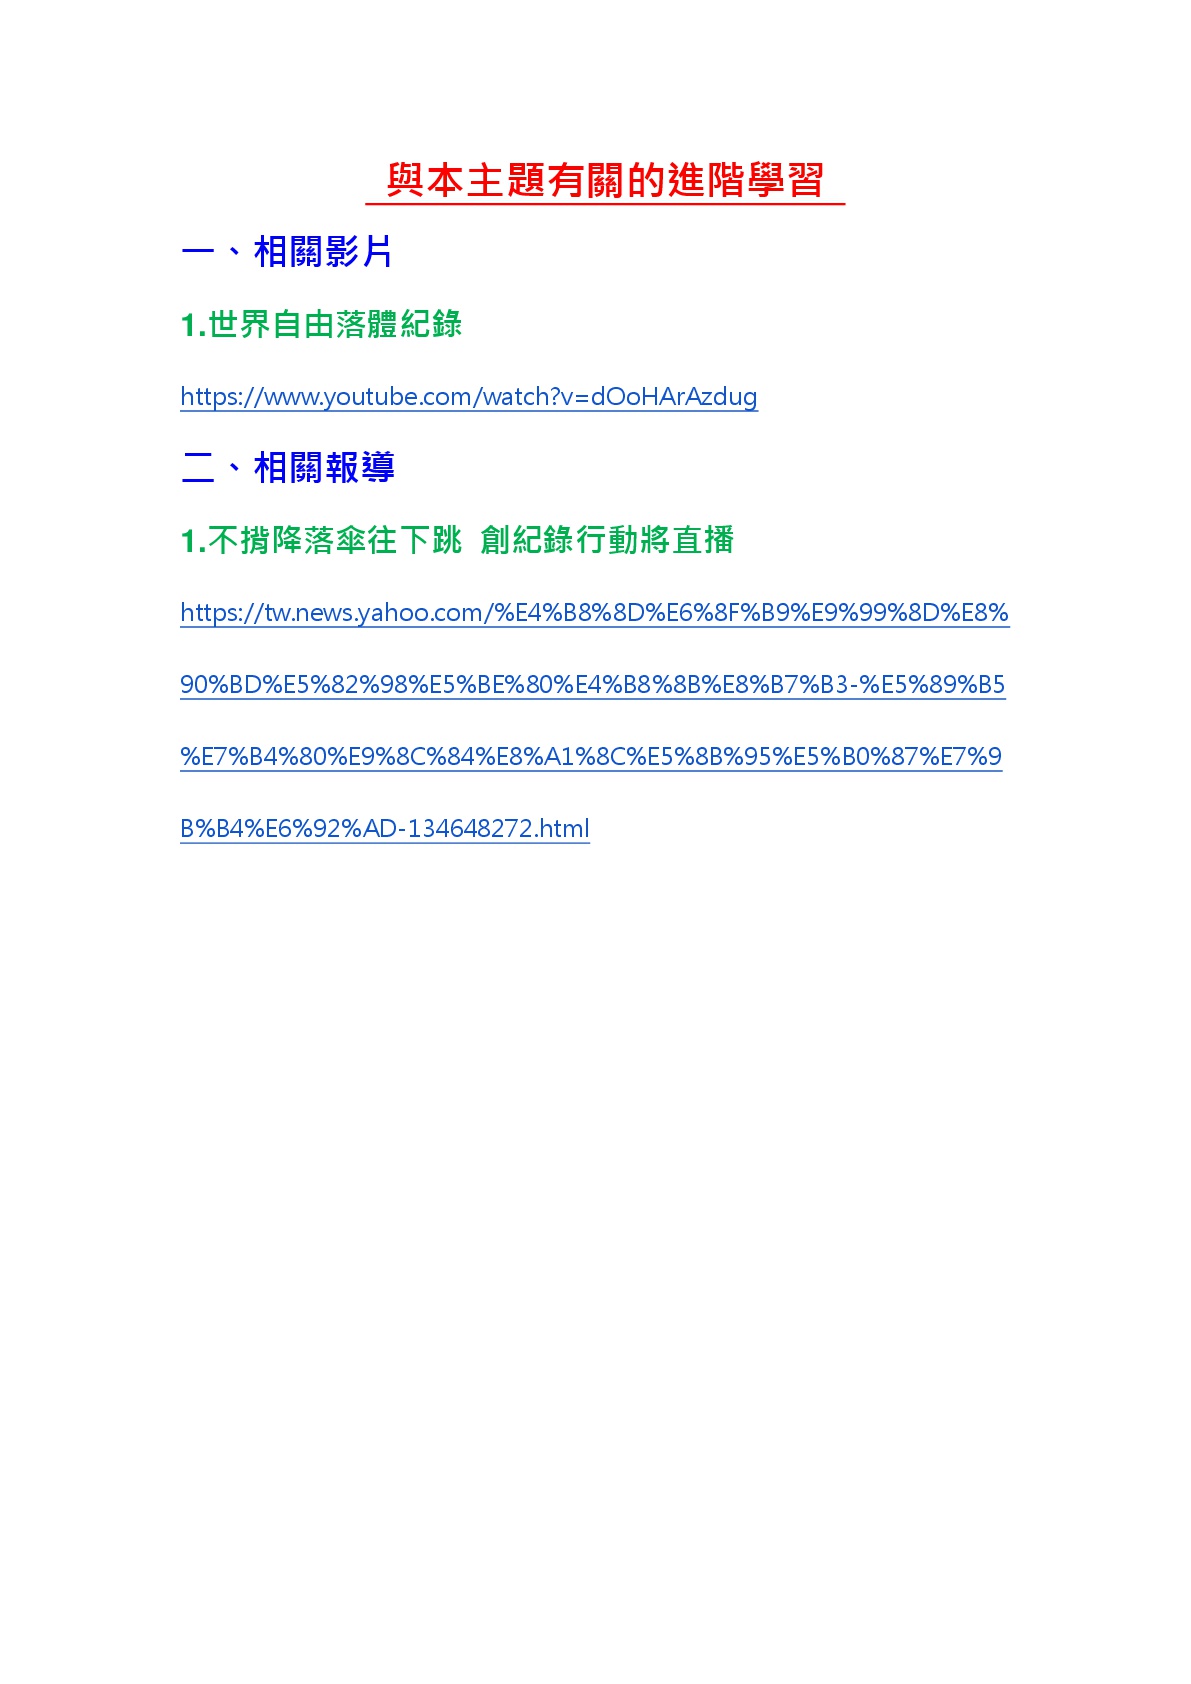 與本主題有關的進階學習
一、相關影片
1.世界自由落體紀錄
https://www.youtube.com/watch?v=dOoHArAzdug
二、相關報導
1.不揹降落傘往下跳 創紀錄行動將直播
https://tw.news.yahoo.com/%E4%B8%8D%E6%8F%B9%E9%99%8D%E8%
90%BD%E5%82%98%E5%BE%80%E4%B8%8B%E8%B7%B3-%E5%89%B5
%E7%B4%80%E9%8C%84%E8%A1%8C%E5%8B%95%E5%B0%87%E7%9
B%B4%E6%92%AD-134648272.html